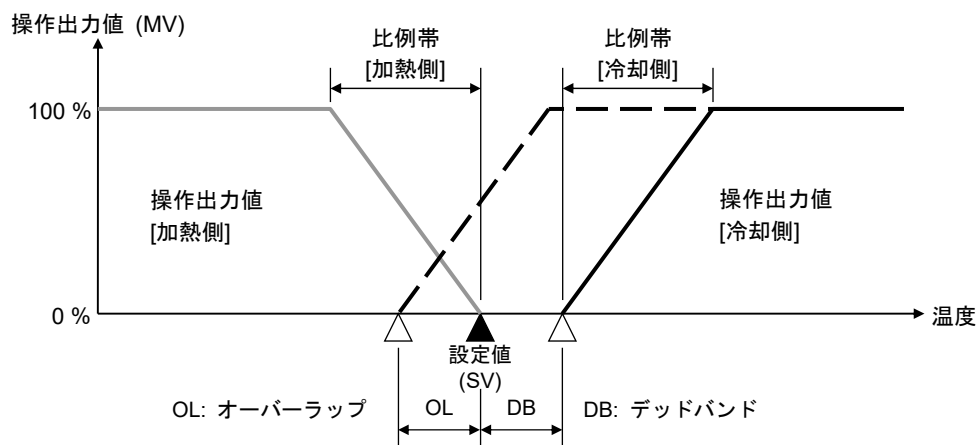 操作出力値 (MV)
比例帯
[加熱側]
比例帯
[冷却側]
100 %
操作出力値
[加熱側]
操作出力値
[冷却側]
0 %
温度
設定値
(SV)
OL: オーバーラップ
OL
DB
DB: デッドバンド